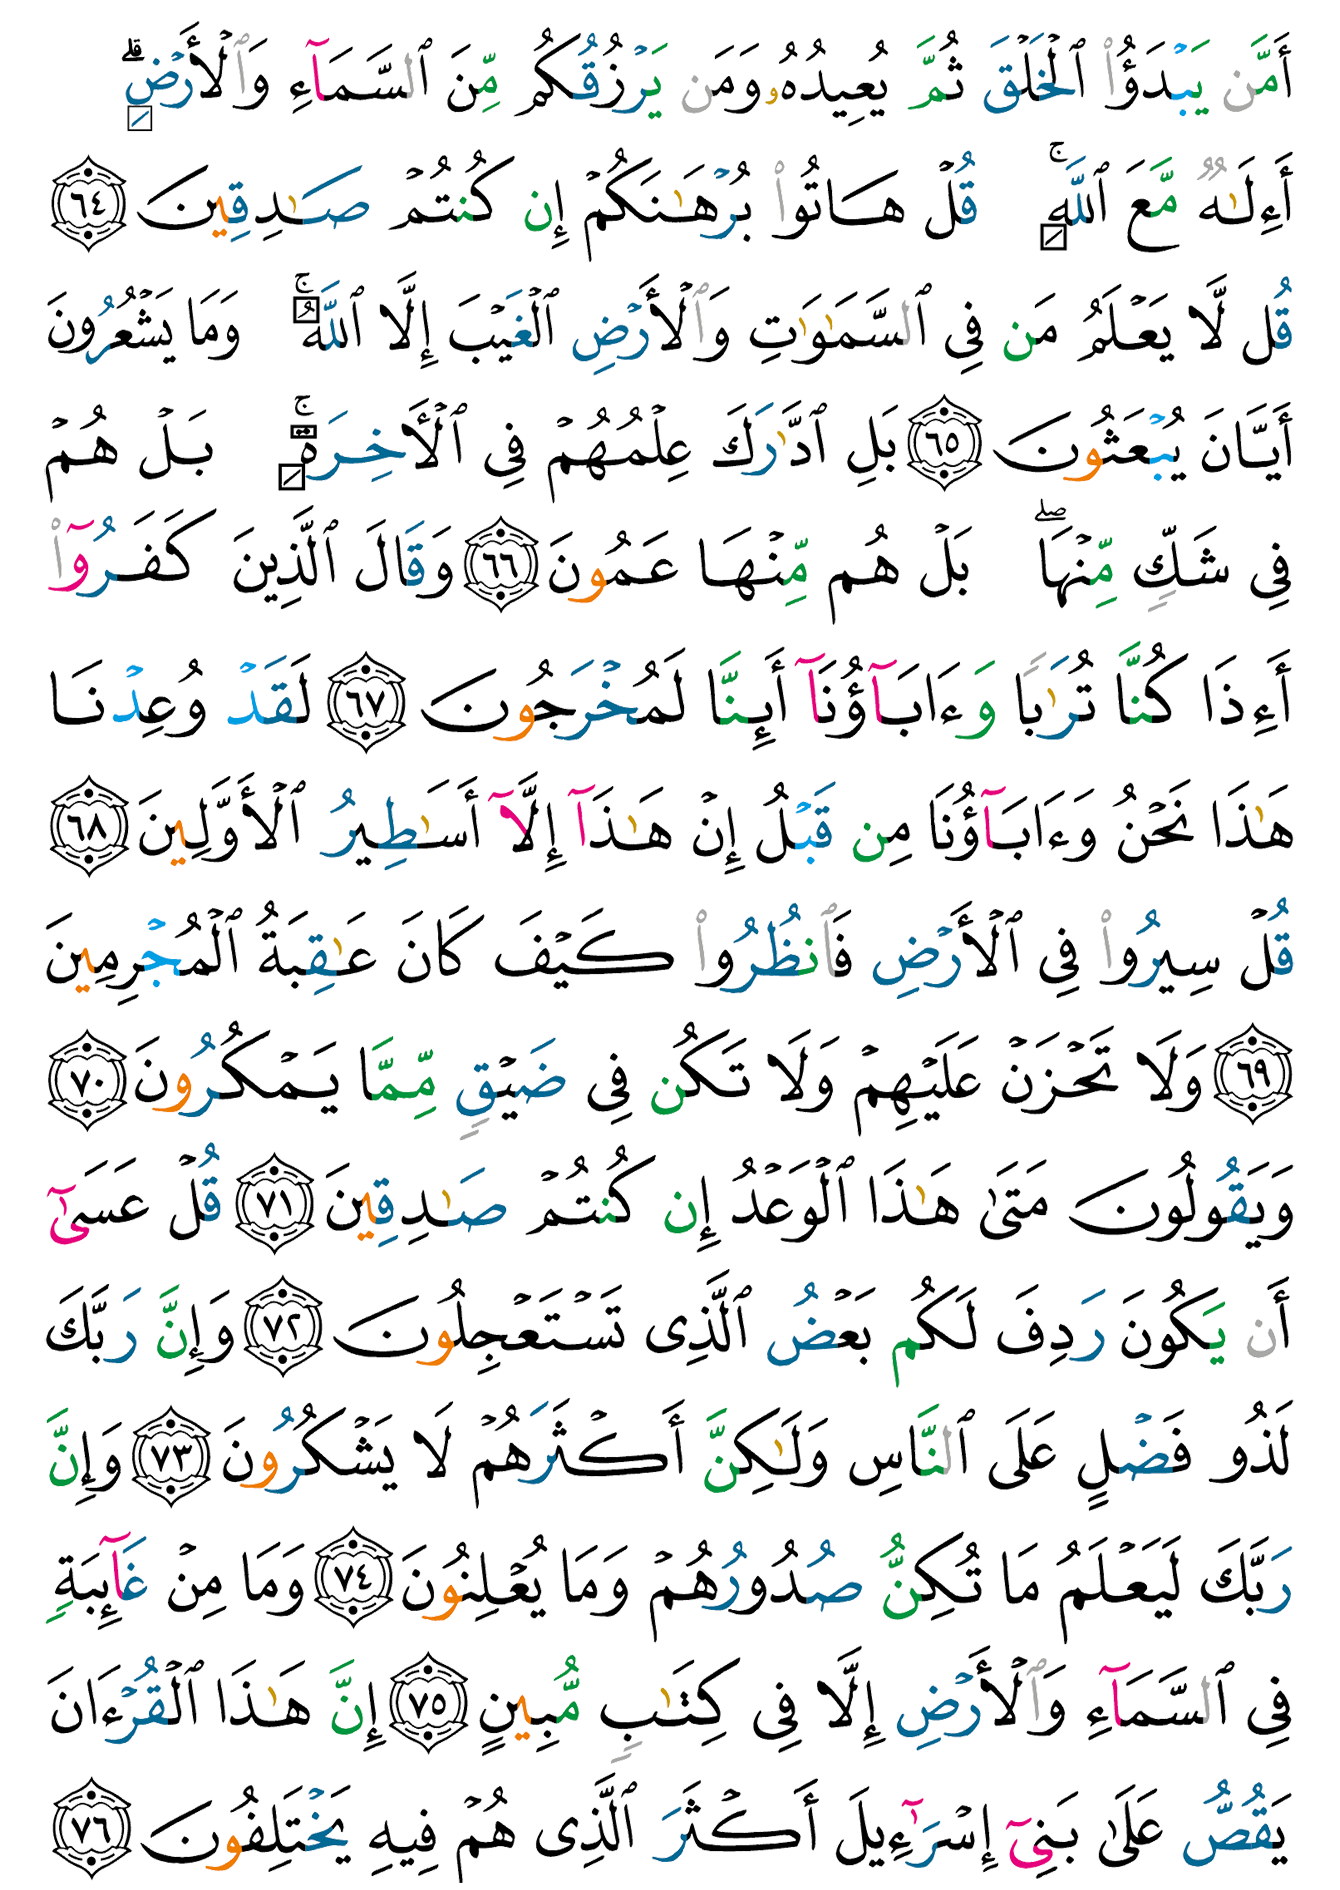 أَمَّن يَبۡدَؤُاْ ٱلۡخَلۡقَ ثُمَّ يُعِيدُهُۥ وَمَن يَرۡزُقُكُم مِّنَ ٱلسَّمَآءِ وَٱلۡأَرۡضِۗ
أَءِلَٰهٞ مَّعَ ٱللَّهِۚ قُلۡ هَاتُواْ بُرۡهَٰنَكُمۡ إِن كُنتُمۡ صَٰدِقِينَ ٦٤
قُل لَّا يَعۡلَمُ مَن فِي ٱلسَّمَٰوَٰتِ وَٱلۡأَرۡضِ ٱلۡغَيۡبَ إِلَّا ٱللَّهُۚ وَمَا يَشۡعُرُونَ
أَيَّانَ يُبۡعَثُونَ ٦٥ بَلِ ٱدَّٰرَكَ عِلۡمُهُمۡ فِي ٱلۡأٓخِرَةِۚ بَلۡ هُمۡ
فِي شَكّٖ مِّنۡهَاۖ بَلۡ هُم مِّنۡهَا عَمُونَ ٦٦ وَقَالَ ٱلَّذِينَ كَفَرُوٓاْ
أَءِذَا كُنَّا تُرَٰبٗا وَءَابَآؤُنَآ أَئِنَّا لَمُخۡرَجُونَ ٦٧ لَقَدۡ وُعِدۡنَا
هَٰذَا نَحۡنُ وَءَابَآؤُنَا مِن قَبۡلُ إِنۡ هَٰذَآ إِلَّآ أَسَٰطِيرُ ٱلۡأَوَّلِينَ ٦٨
قُلۡ سِيرُواْ فِي ٱلۡأَرۡضِ فَٱنظُرُواْ كَيۡفَ كَانَ عَٰقِبَةُ ٱلۡمُجۡرِمِينَ
٦٩ وَلَا تَحۡزَنۡ عَلَيۡهِمۡ وَلَا تَكُن فِي ضَيۡقٖ مِّمَّا يَمۡكُرُونَ ٧٠
وَيَقُولُونَ مَتَىٰ هَٰذَا ٱلۡوَعۡدُ إِن كُنتُمۡ صَٰدِقِينَ ٧١ قُلۡ عَسَىٰٓ
أَن يَكُونَ رَدِفَ لَكُم بَعۡضُ ٱلَّذِي تَسۡتَعۡجِلُونَ ٧٢ وَإِنَّ رَبَّكَ
لَذُو فَضۡلٍ عَلَى ٱلنَّاسِ وَلَٰكِنَّ أَكۡثَرَهُمۡ لَا يَشۡكُرُونَ ٧٣ وَإِنَّ
رَبَّكَ لَيَعۡلَمُ مَا تُكِنُّ صُدُورُهُمۡ وَمَا يُعۡلِنُونَ ٧٤ وَمَا مِنۡ غَآئِبَةٖ
فِي ٱلسَّمَآءِ وَٱلۡأَرۡضِ إِلَّا فِي كِتَٰبٖ مُّبِينٍ ٧٥ إِنَّ هَٰذَا ٱلۡقُرۡءَانَ
يَقُصُّ عَلَىٰ بَنِيٓ إِسۡرَٰٓءِيلَ أَكۡثَرَ ٱلَّذِي هُمۡ فِيهِ يَخۡتَلِفُونَ ٧٦